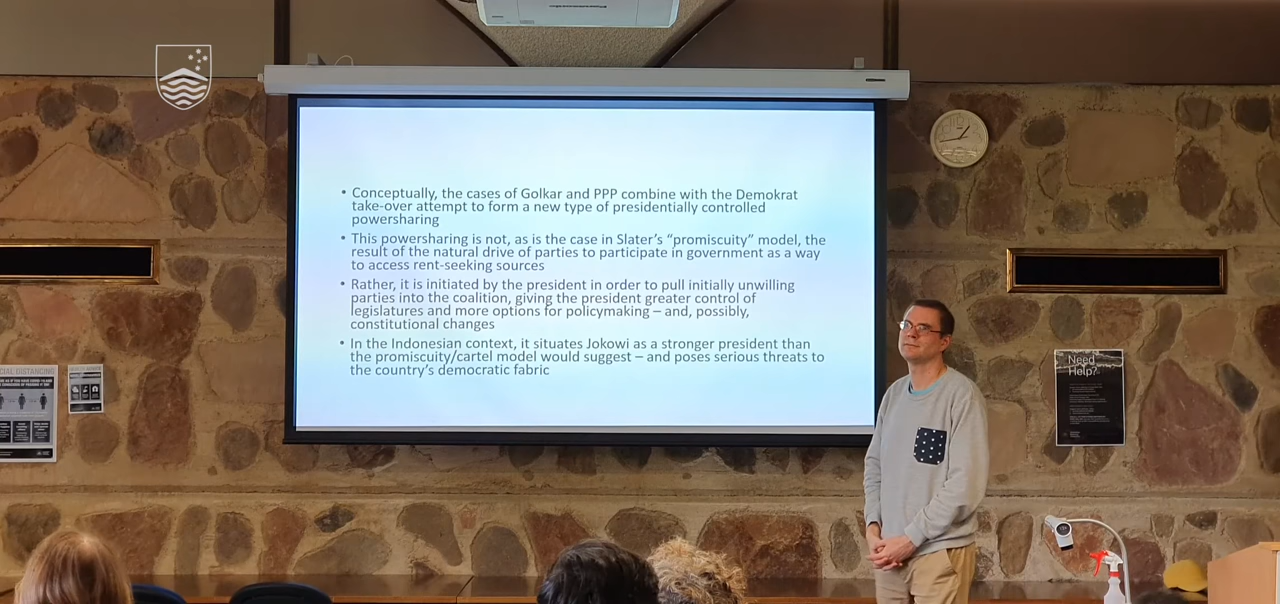 • Conceptually, the cases of Golkar and PPP combine with the Demokrat
take-over attempt to form a new type of presidentially controlled
powersharing
• This powersharing is not, as is the case in Slater's “promiscuity” model, the
result of the natural drive of parties to participate in government as a way
to access rent-seeking sources
• Rather, it is initiated by the president in order to pull initially unwilling
parties into the coalition, giving the president greater control of
legislatures and more options for policymaking – and, possibly,
constitutional changes
• In the Indonesian context, it situates Jokowi as a stronger president than
the promiscuity/cartel model would suggest – and poses serious threats to
the country's democratic fabric
Need
Help?